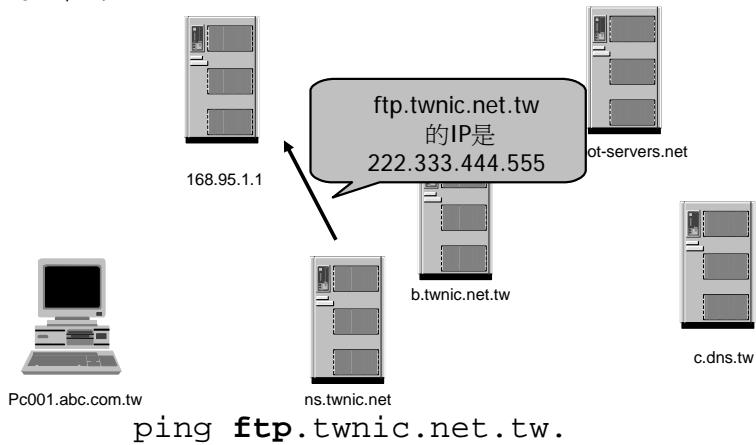 ftp.twnic.net.tw
的IP是
222.333.444.555
ot-servers.net
168.95.1.1
b.twnic.net.tw
c.dns.tw
Pc001.abc.com.tw
ns.twnic.net
ping ftp.twnic.net.tw.